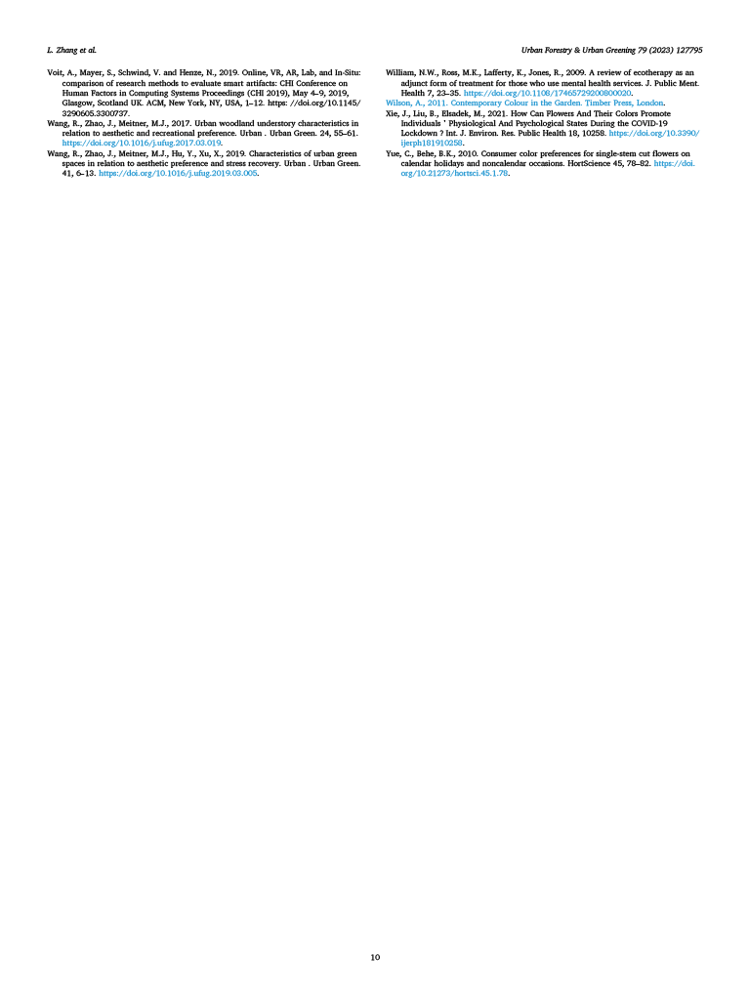 L. Zhang et al.
Urban Forestry & Urban Greening 79 (2023) 127795
Voit, A., Mayer, S., Schwind, V. and Henze, N., 2019. Online, VR, AR, Lab, and In-Situ:
comparison of research methods to evaluate smart artifacts: CHI Conference on
Human Factors in Computing Systems Proceedings (CHI 2019), May 4–9, 2019,
Glasgow, Scotland UK. ACM, New York, NY, USA, 1–12. https: //doi.org/10.1145/
3290605.3300737.
Wang, R., Zhao, J., Meitner, M.J., 2017. Urban woodland understory characteristics in
relation to aesthetic and recreational preference. Urban . Urban Green. 24, 55–61.
https://doi.org/10.1016/j.ufug.2017.03.019.
Wang, R., Zhao, J., Meitner, M.J., Hu, Y., Xu, X., 2019. Characteristics of urban green
spaces in relation to aesthetic preference and stress recovery. Urban . Urban Green.
41, 6–13. https://doi.org/10.1016/j.ufug.2019.03.005.
William, N.W., Ross, M.K., Lafferty, K., Jones, R., 2009. A review of ecotherapy as an
adjunct form of treatment for those who use mental health services. J. Public Ment.
Health 7, 23–35. https://doi.org/10.1108/17465729200800020.
Wilson, A., 2011. Contemporary Colour in the Garden. Timber Press, London.
Xie, J., Liu, B., Elsadek, M., 2021. How Can Flowers And Their Colors Promote
Individuals ’ Physiological And Psychological States During the COVID-19
Lockdown ? Int. J. Environ. Res. Public Health 18, 10258. https://doi.org/10.3390/
ijerph181910258.
Yue, C., Behe, B.K., 2010. Consumer color preferences for single-stem cut flowers on
calendar holidays and noncalendar occasions. HortScience 45, 78–82. https://doi.
org/10.21273/hortsci.45.1.78.
10